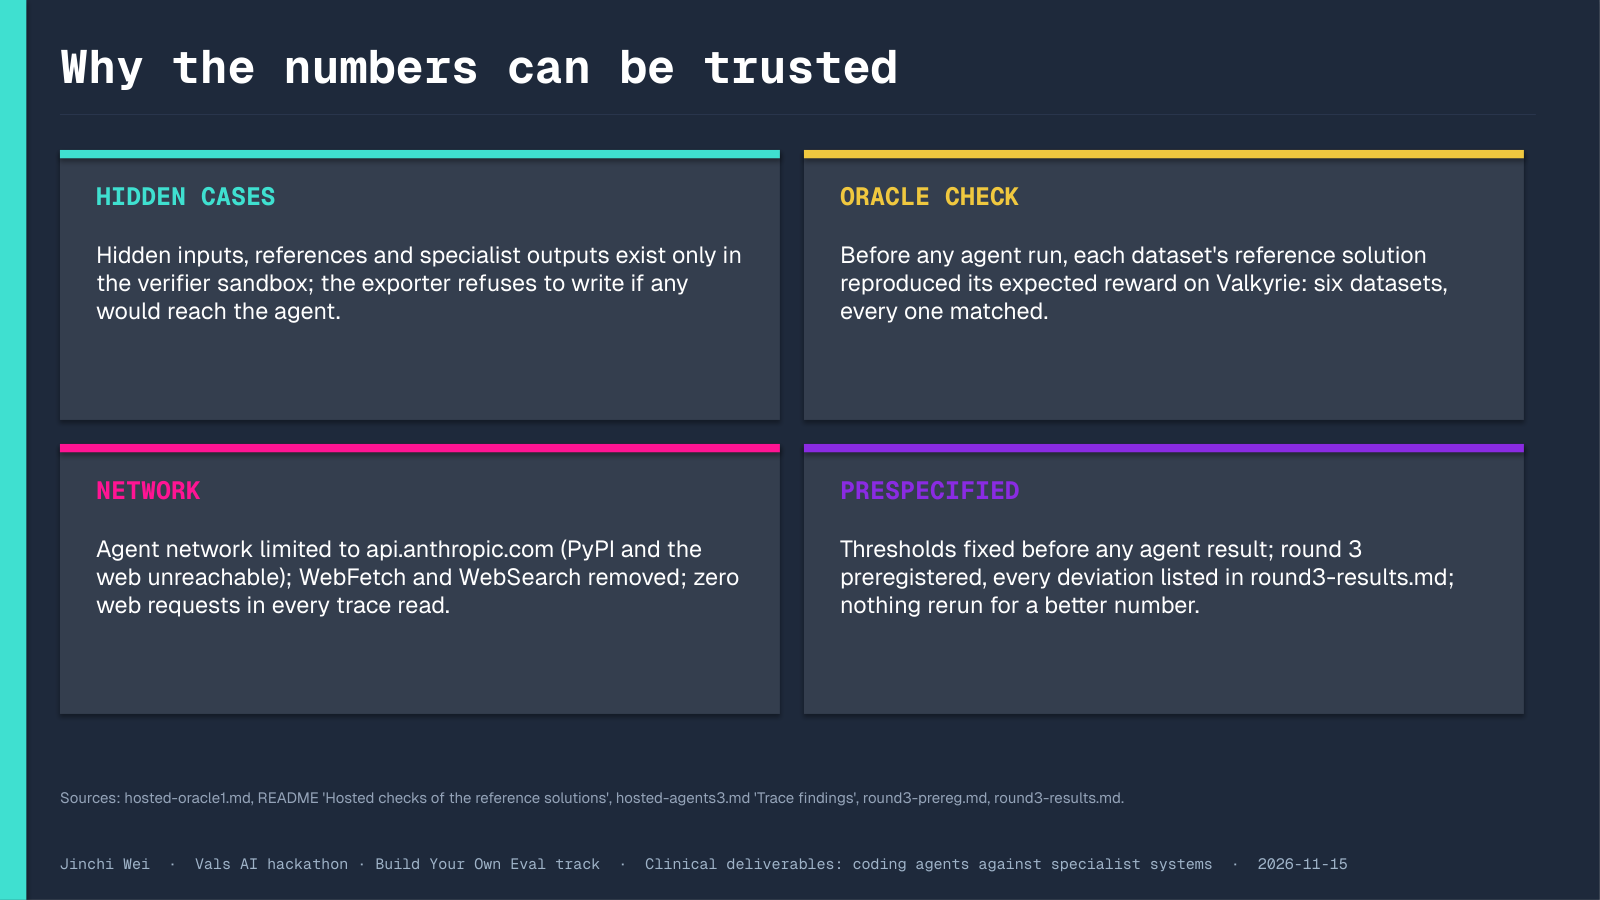 Why the numbers can be trusted
HIDDEN CASES
Hidden inputs, references and specialist outputs exist only in
the verifier sandbox; the exporter refuses to write if any
would reach the agent.
ORACLE CHECK
Before any agent run, each dataset's reference solution
reproduced its expected reward on Valkyrie: six datasets,
every one matched.
NETWORK
Agent network limited to api.anthropic.com (PyPI and the
web unreachable); WebFetch and WebSearch removed; zero
web requests in every trace read.
PRESPECIFIED
Thresholds fixed before any agent result; round 3
preregistered, every deviation listed in round3-results.md;
nothing rerun for a better number.
Sources: hosted-oracle1.md, README 'Hosted checks of the reference solutions', hosted-agents3.md 'Trace findings', round3-prereg.md, round3-results.md.
Jinchi Wei · Vals AI hackathon · Build Your Own Eval track · Clinical deliverables: coding agents against specialist systems · 2026-11-15